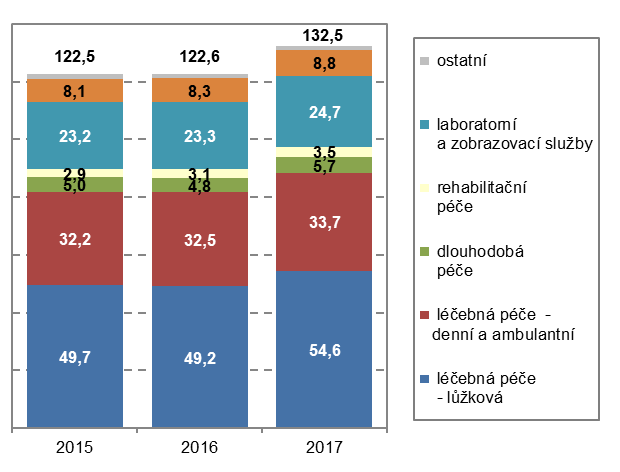 132,5
122,5
122,6
8,8
8,1
8,3
24,7
23,2
23,3
3,5
2,9
3,1
5,7
5,0
4,8
33,7
32,2
32,5
54,6
49,7
49,2
2015
2016
2017
ostatní
laboratorní
a zobrazovací služby
rehabilitační
péče
dlouhodobá
péče
léčebná péče -
denní a ambulantní
léčebná péče
- lůžková